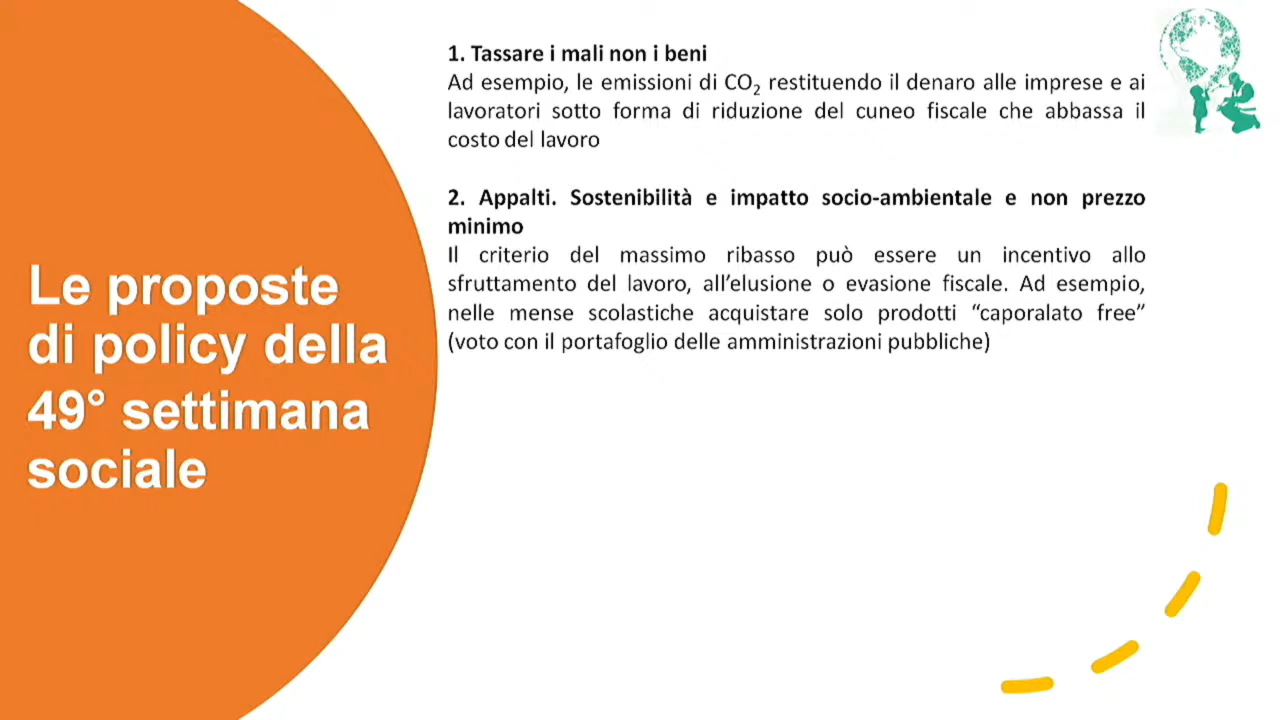 Le proposte
di policy della
49° settimana
sociale
1. Tassare i mali non i beni
Ad esempio, le emissioni di CO₂ restituendo il denaro alle imprese e ai
lavoratori sotto forma di riduzione del cuneo fiscale che abbassa il
costo del lavoro
2. Appalti. Sostenibilità e impatto socio-ambientale e non prezzo
minimo
Il criterio del massimo ribasso può essere un incentivo allo
sfruttamento del lavoro, all’elusione o evasione fiscale. Ad esempio,
nelle mense scolastiche acquistare solo prodotti “caporalato free”
(voto con il portafoglio delle amministrazioni pubbliche)